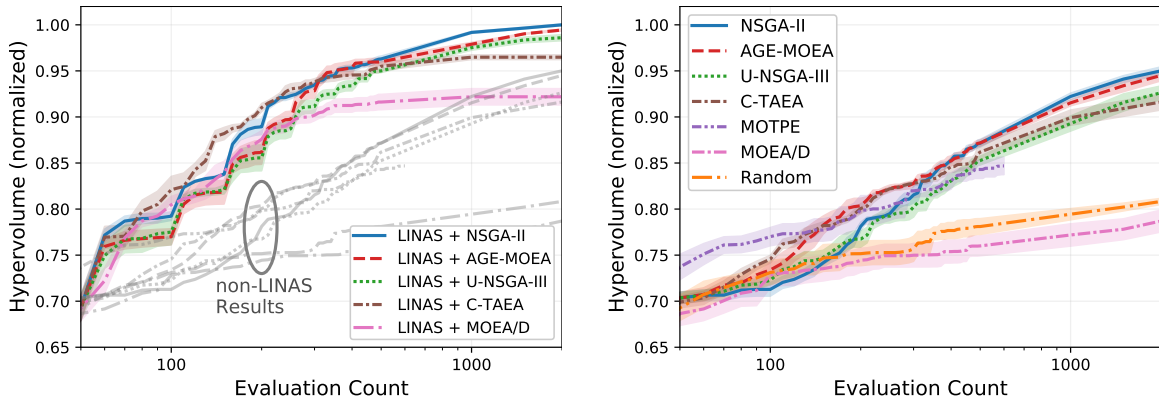 1.00
0.95
0.90
0.85
0.80
0.75
0.70
0.65
Hypervolume (normalized)
100
1000
Evaluation Count
non-LINAS
Results
LINAS + NSGA-II
LINAS + AGE-MOEA
LINAS + U-NSGA-III
LINAS + C-TAEA
LINAS + MOEA/D
1.00
0.95
0.90
0.85
0.80
0.75
0.70
0.65
Hypervolume (normalized)
100
1000
Evaluation Count
NSGA-II
AGE-MOEA
U-NSGA-III
C-TAEA
MOTPE
MOEA/D
Random